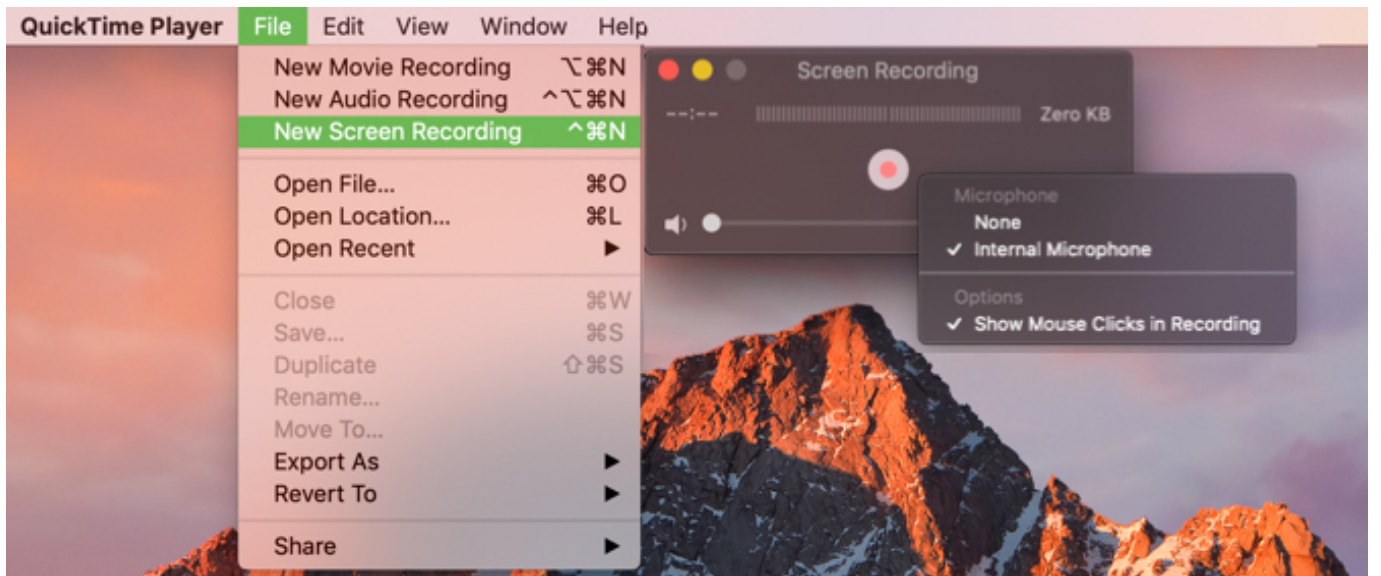 QuickTime Player File Edit View Window Help
New Movie Recording ⌥⌘N
New Audio Recording ^⌥⌘N
New Screen Recording ^⌘N
Open File... ⌘O
Open Location... ⌘L
Open Recent ▶
Close ⌘W
Save... ⌘S
Duplicate ⇧⌘S
Rename...
Move To...
Export As ▶
Revert To ▶
Share ▶
Screen Recording
--:-- Zero KB
Microphone
None
✓ Internal Microphone
Options
✓ Show Mouse Clicks in Recording